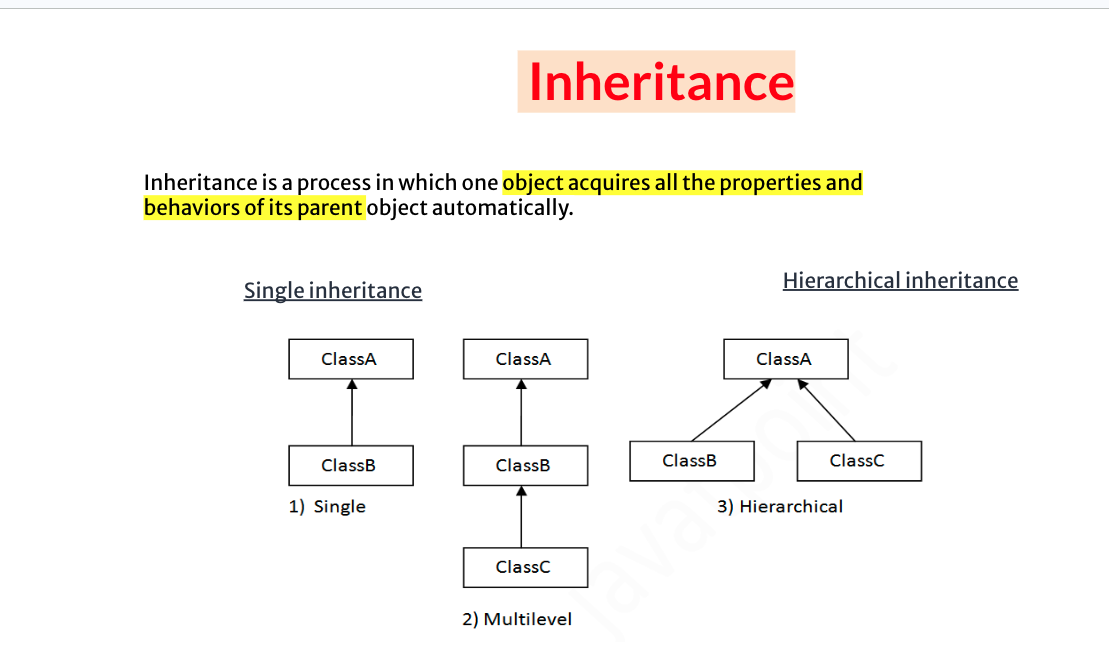 Inheritance
Inheritance is a process in which one object acquires all the properties and
behaviors of its parent object automatically.
Single inheritance
Hierarchical inheritance
ClassA
ClassB
1) Single
ClassA
ClassB
ClassC
2) Multilevel
ClassA
ClassB
ClassC
3) Hierarchical